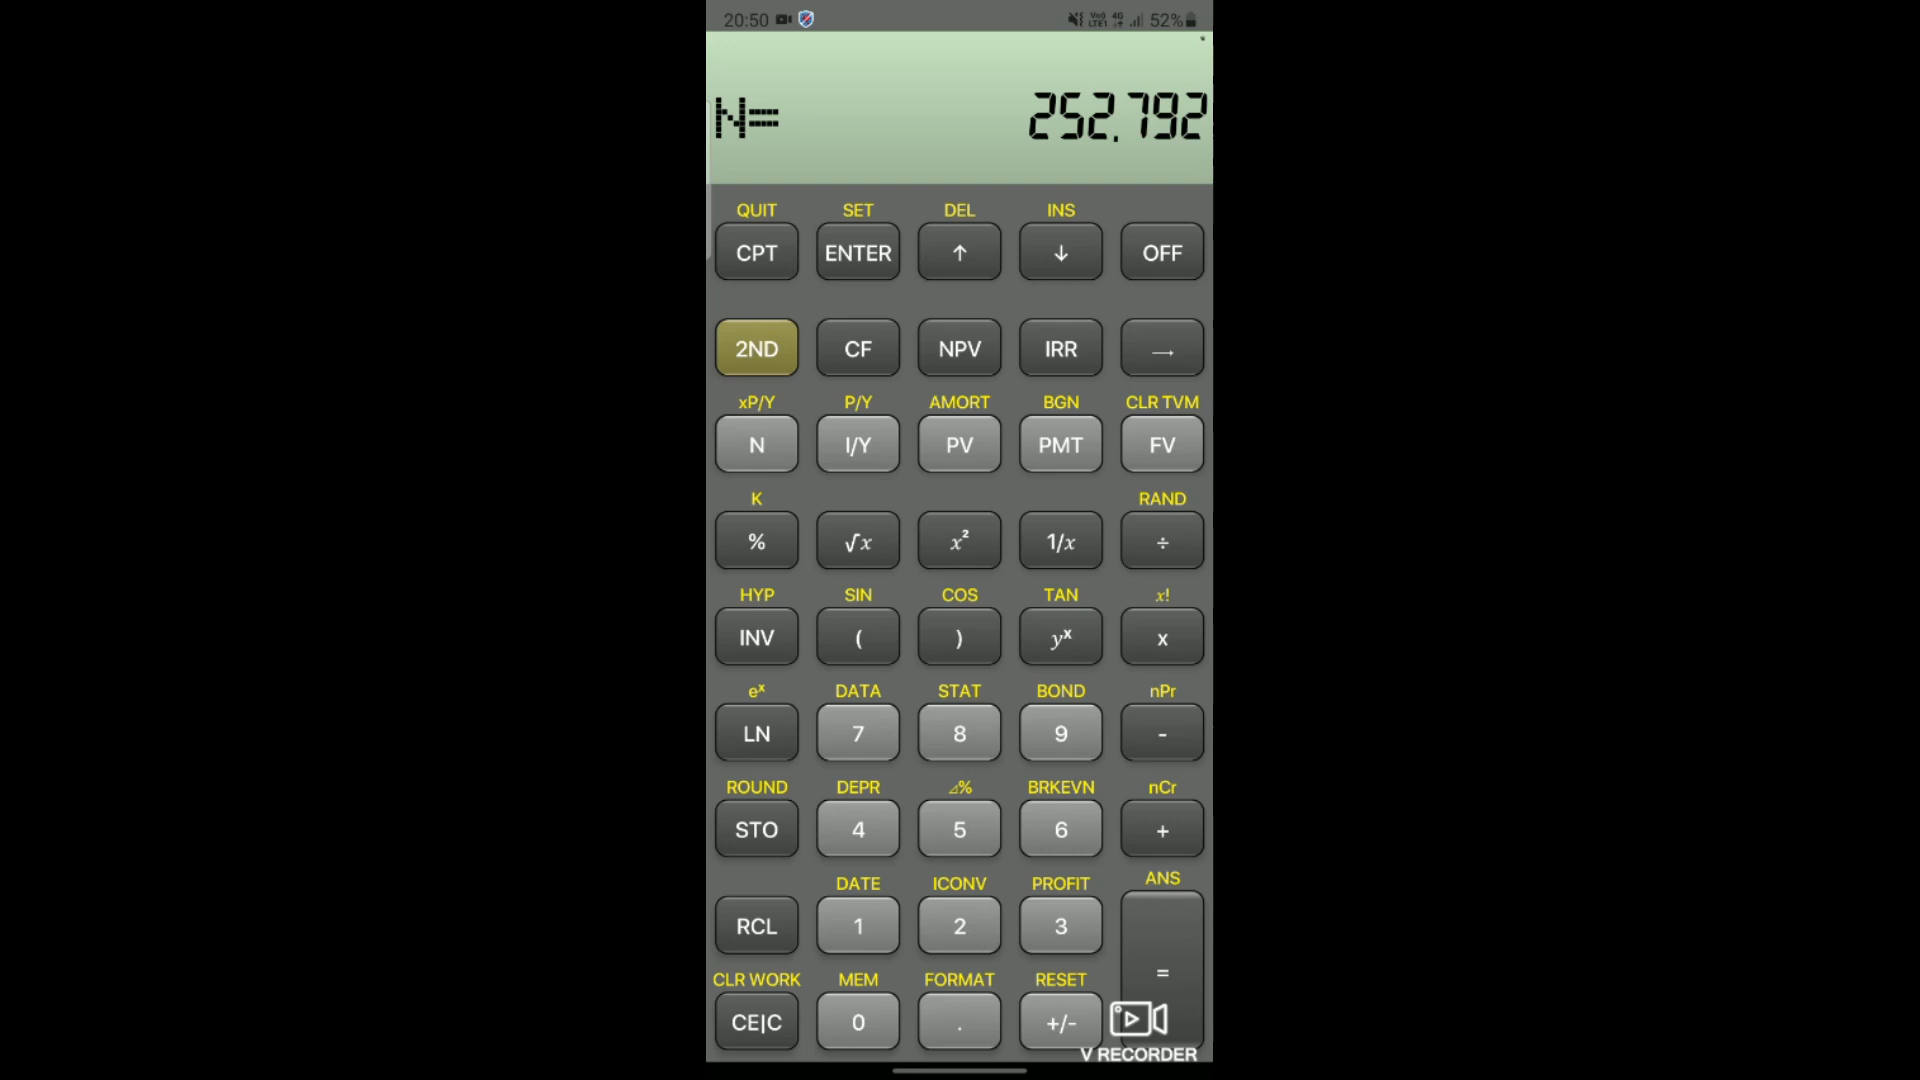 20:50 Vo) LTE1 4G 52%
N= 252.792
QUIT SET DEL INS
CPT ENTER ↑ ↓ OFF
2ND CF NPV IRR →
xP/Y P/Y AMORT BGN CLR TVM
N I/Y PV PMT FV
K RAND
% √x x² 1/x ÷
HYP SIN COS TAN x!
INV ( ) yˣ x
eˣ DATA STAT BOND nPr
LN 7 8 9 -
ROUND DEPR ⊿% BRKEVN nCr
STO 4 5 6 +
DATE ICONV PROFIT ANS
RCL 1 2 3 =
CLR WORK MEM FORMAT RESET
CE|C 0 . +/-
V RECORDER